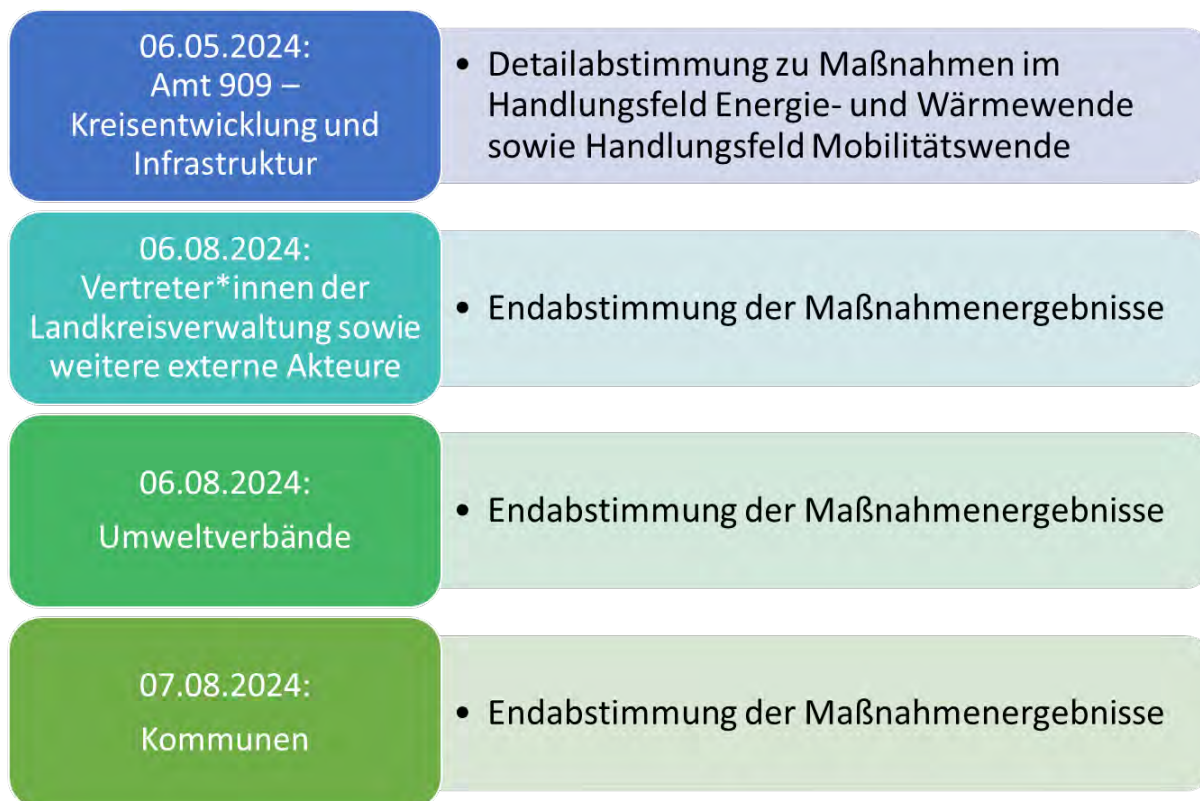 06.05.2024:
Amt 909 –
Kreisentwicklung und
Infrastruktur
• Detailabstimmung zu Maßnahmen im
Handlungsfeld Energie- und Wärmewende
sowie Handlungsfeld Mobilitätswende
06.08.2024:
Vertreter*innen der
Landkreisverwaltung sowie
weitere externe Akteure
• Endabstimmung der Maßnahmenergebnisse
06.08.2024:
Umweltverbände
• Endabstimmung der Maßnahmenergebnisse
07.08.2024:
Kommunen
• Endabstimmung der Maßnahmenergebnisse